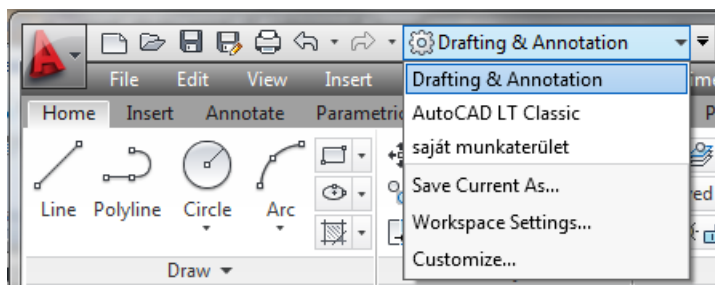 Drafting & Annotation
File Edit View Insert
Drafting & Annotation
Home Insert Annotate Parametric
AutoCAD LT Classic
saját munkaterület
Save Current As...
Line Polyline Circle Arc
Workspace Settings...
Customize...
Draw